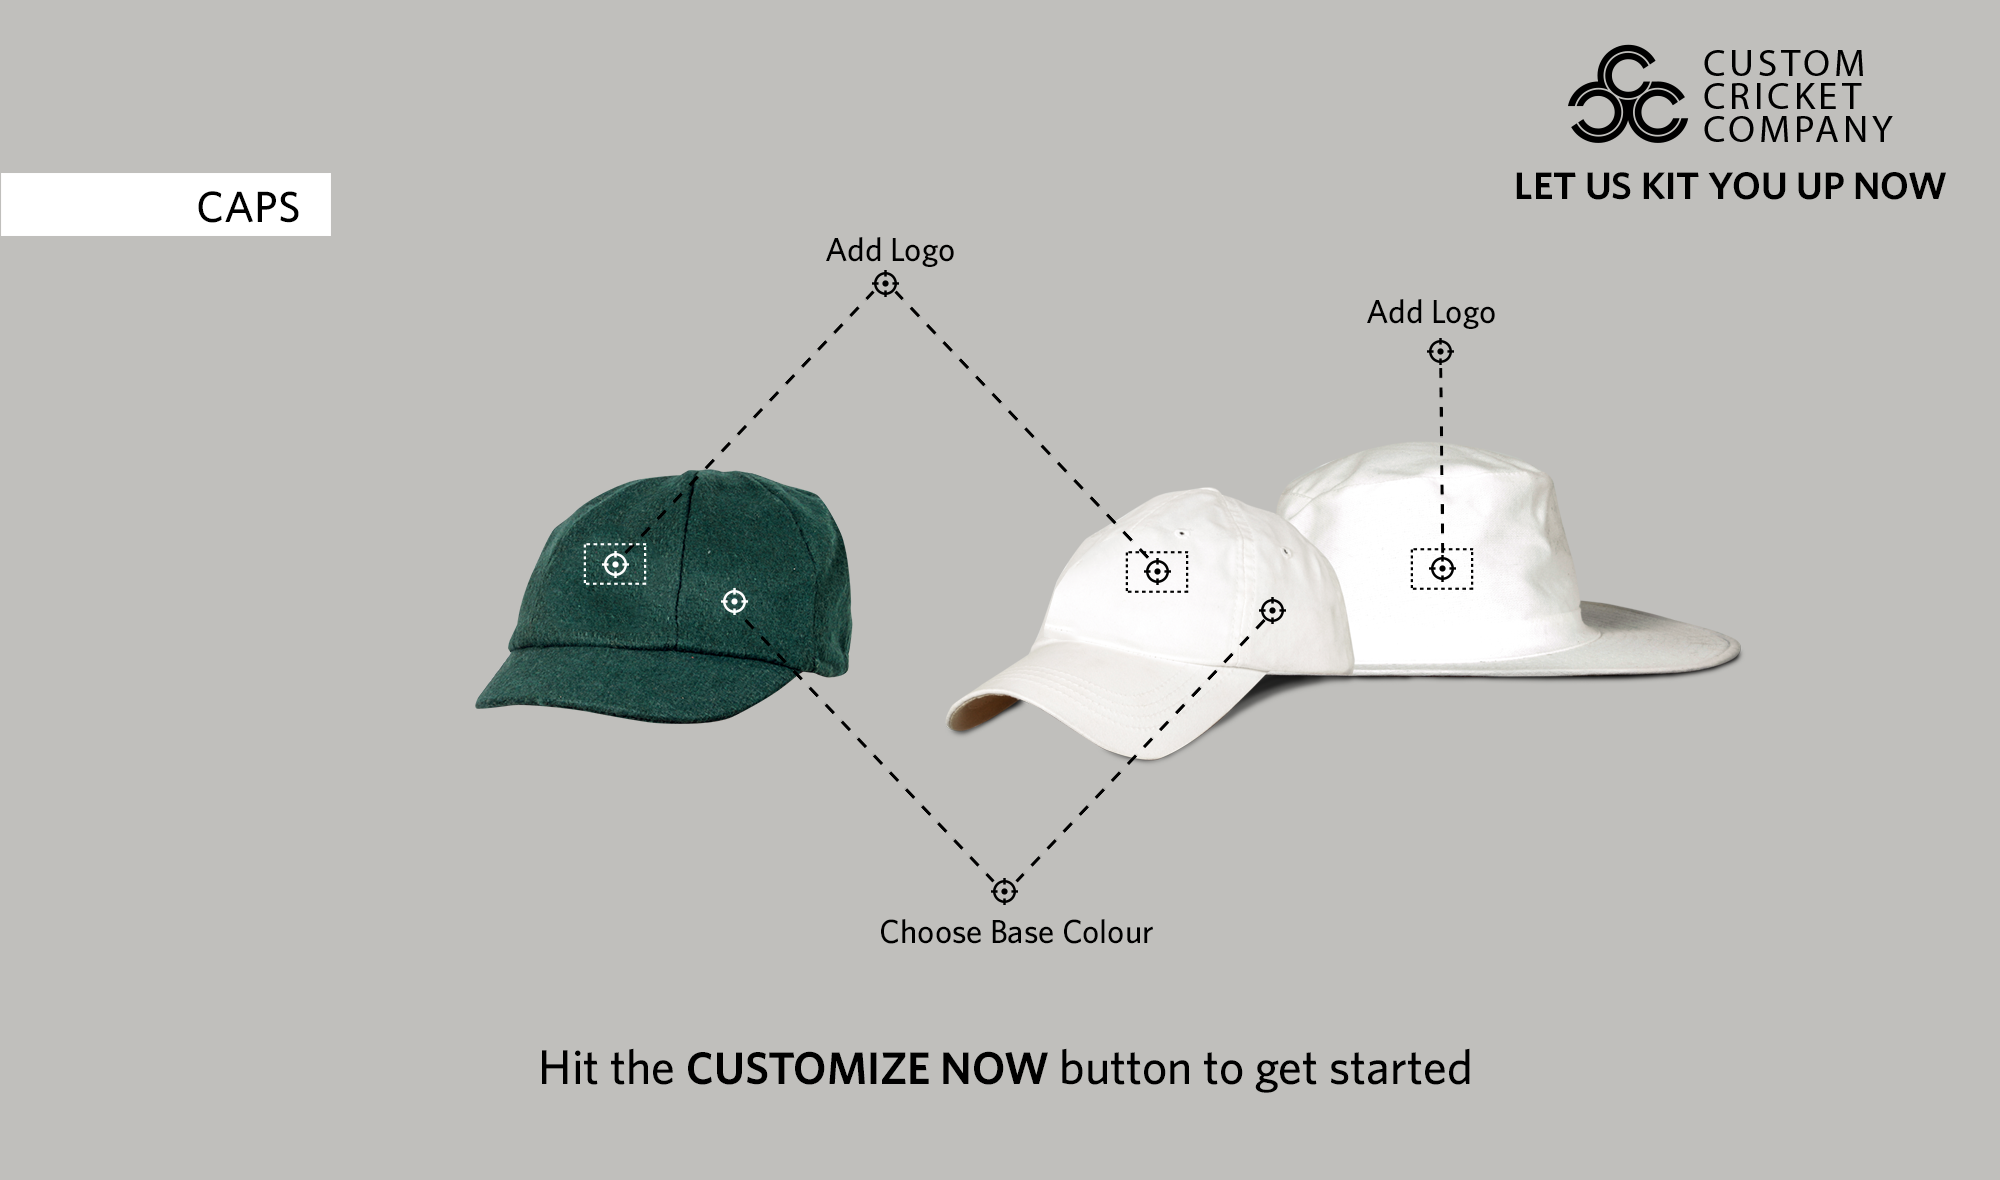 CUSTOM
CRICKET
COMPANY
LET US KIT YOU UP NOW
CAPS
Add Logo
Add Logo
Choose Base Colour
Hit the CUSTOMIZE NOW button to get started